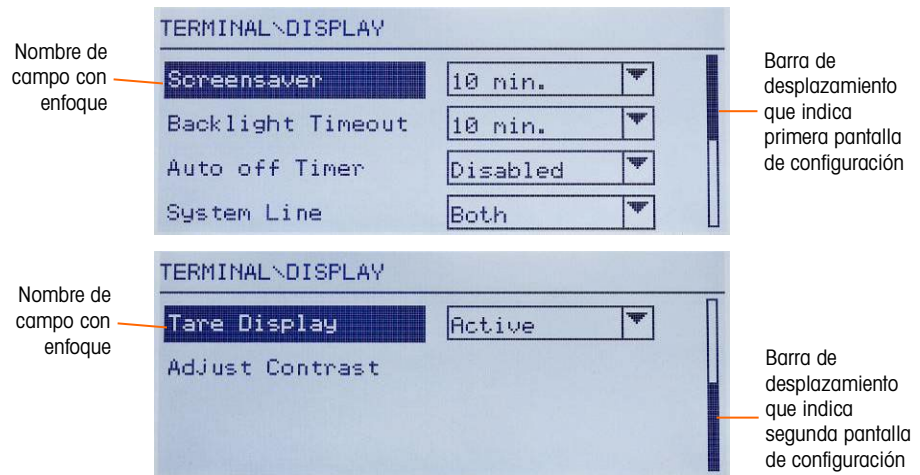 TERMINAL\DISPLAY
Nombre de
campo con
enfoque
Screensaver
10 min.
Backlight Timeout
10 min.
Auto off Timer
Disabled
System Line
Both
Barra de
desplazamiento
que indica
primera pantalla
de configuración
TERMINAL\DISPLAY
Nombre de
campo con
enfoque
Tare Display
Active
Adjust Contrast
Barra de
desplazamiento
que indica
segunda pantalla
de configuración